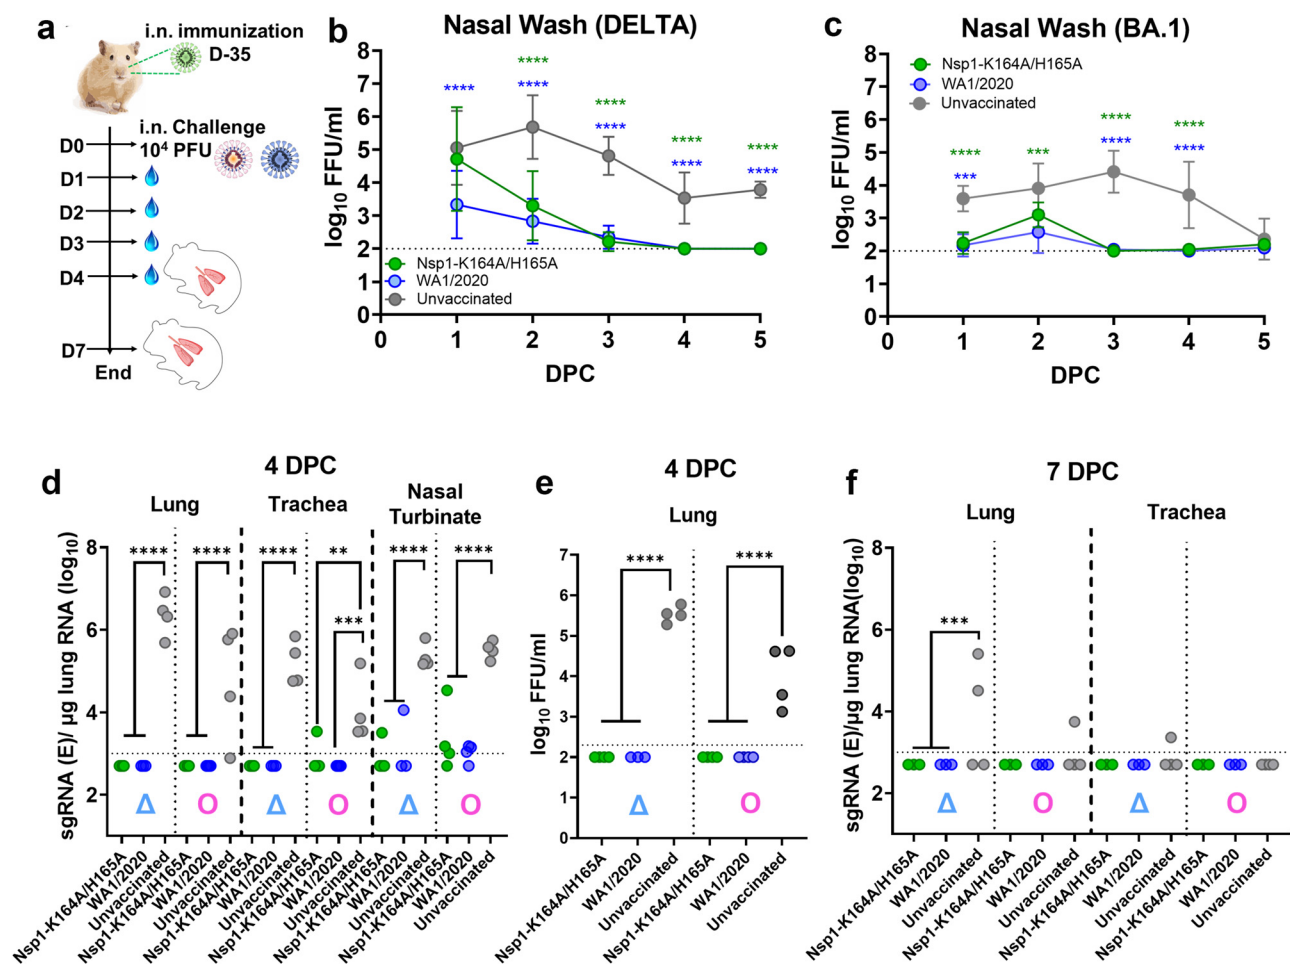 a
i.n. immunization
D-35
i.n. Challenge
10⁴ PFU
D0
D1
D2
D3
D4
D7
End
b
Nasal Wash (DELTA)
log₁₀ FFU/ml
8
7
6
5
4
3
2
1
0
**** **** **** **** ****
**** **** **** ****
Nsp1-K164A/H165A
WA1/2020
Unvaccinated
0 1 2 3 4 5
DPC
c
Nasal Wash (BA.1)
log₁₀ FFU/ml
8
7
6
5
4
3
2
1
0
Nsp1-K164A/H165A
WA1/2020
Unvaccinated
**** *** **** ****
*** **** ****
0 1 2 3 4 5
DPC
d
4 DPC
Lung Trachea Nasal
Turbinate
sgRNA (E)/ µg lung RNA (log₁₀)
8
6
4
2
**** **** **** ** **** ****
***
Δ O Δ O Δ O
Nsp1-K164A/H165A
WA1/2020
Unvaccinated
Nsp1-K164A/H165A
WA1/2020
Unvaccinated
Nsp1-K164A/H165A
WA1/2020
Unvaccinated
Nsp1-K164A/H165A
WA1/2020
Unvaccinated
Nsp1-K164A/H165A
WA1/2020
Unvaccinated
Nsp1-K164A/H165A
WA1/2020
Unvaccinated
e
4 DPC
Lung
log₁₀ FFU/ml
7
6
5
4
3
2
1
0
**** ****
Δ O
Nsp1-K164A/H165A
WA1/2020
Unvaccinated
Nsp1-K164A/H165A
WA1/2020
Unvaccinated
f
7 DPC
Lung Trachea
sgRNA (E)/ µg lung RNA(log₁₀)
8
6
4
2
***
Δ O Δ O
Nsp1-K164A/H165A
WA1/2020
Unvaccinated
Nsp1-K164A/H165A
WA1/2020
Unvaccinated
Nsp1-K164A/H165A
WA1/2020
Unvaccinated
Nsp1-K164A/H165A
WA1/2020
Unvaccinated